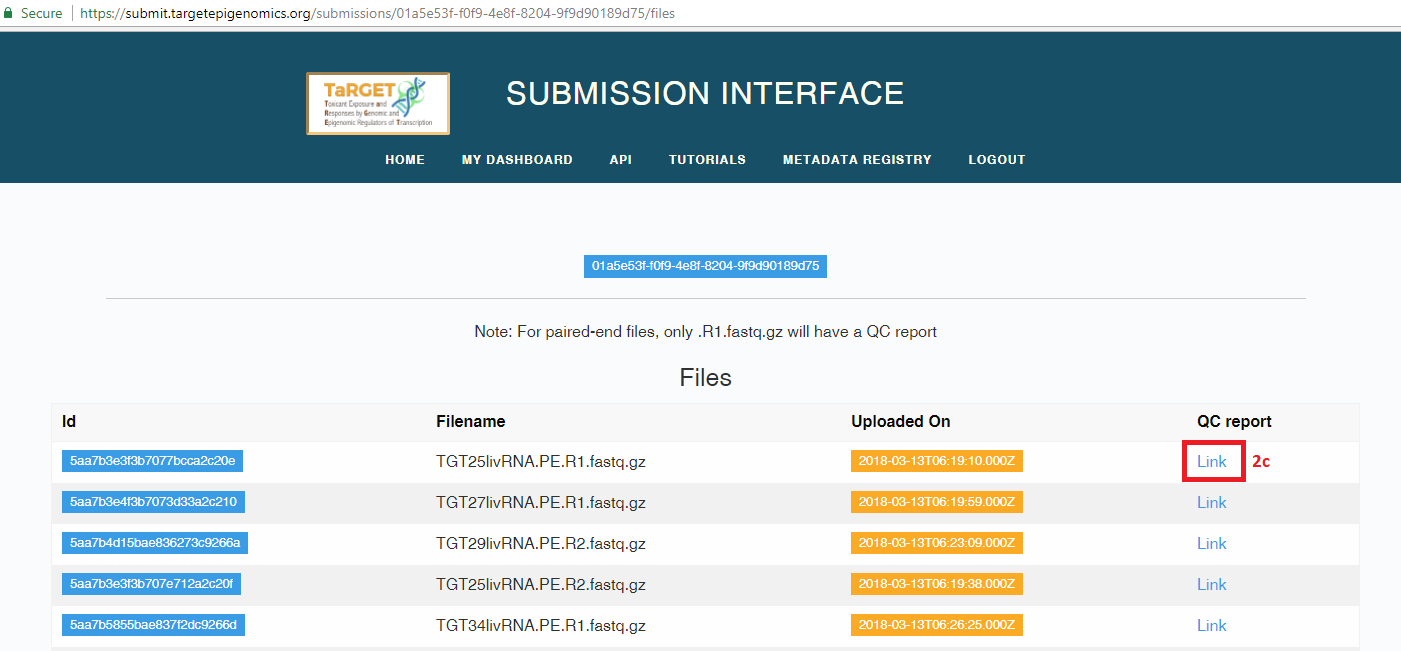 Secure https://submit.targetepigenomics.org/submissions/01a5e53f-f0f9-4e8f-8204-9f9d90189d75/files
TaRGET
Toxicant Exposure and
Responses by Genomic and
Epigenomic Regulators of Transcription
SUBMISSION INTERFACE
HOME MY DASHBOARD API TUTORIALS METADATA REGISTRY LOGOUT
01a5e53f-f0f9-4e8f-8204-9f9d90189d75
Note: For paired-end files, only .R1.fastq.gz will have a QC report
Files
Id Filename Uploaded On QC report
5aa7b3e3f3b7077bcca2c20e TGT25livRNA.PE.R1.fastq.gz 2018-03-13T06:19:10.000Z Link 2c
5aa7b3e4f3b7073d33a2c210 TGT27livRNA.PE.R1.fastq.gz 2018-03-13T06:19:59.000Z Link
5aa7b4d15bae836273c9266a TGT29livRNA.PE.R2.fastq.gz 2018-03-13T06:23:09.000Z Link
5aa7b3e3f3b707e712a2c20f TGT25livRNA.PE.R2.fastq.gz 2018-03-13T06:19:38.000Z Link
5aa7b5855bae837f2dc9266d TGT34livRNA.PE.R1.fastq.gz 2018-03-13T06:26:25.000Z Link